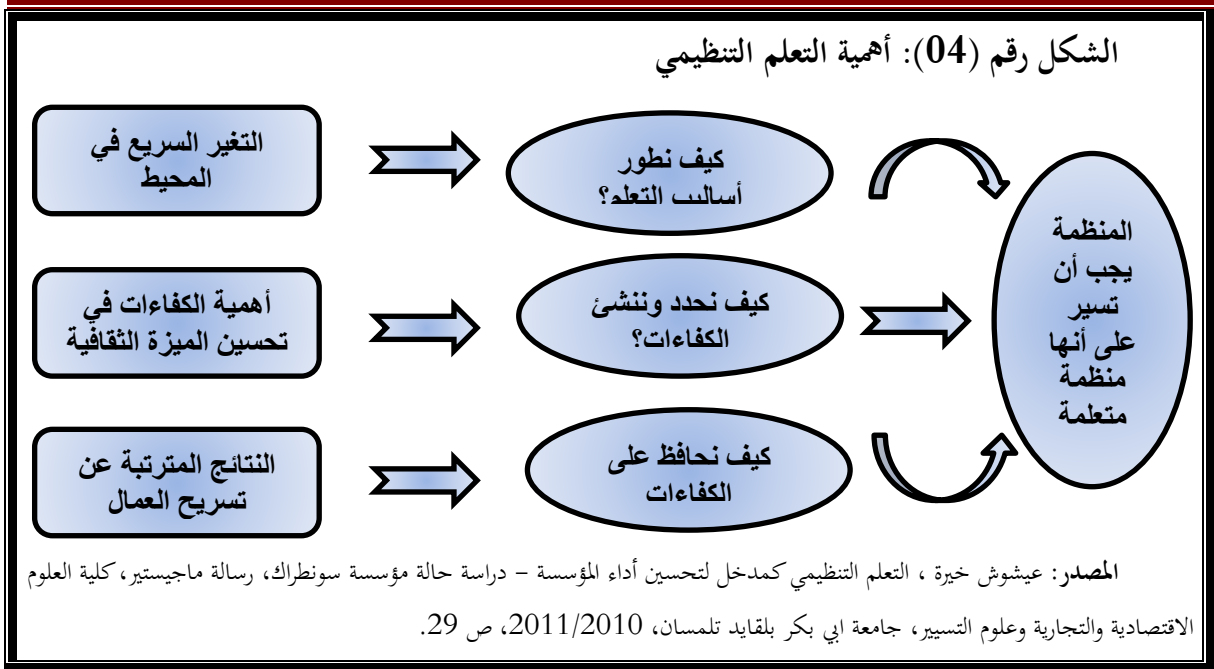 الشكل رقم (04): أهمية التعلم التنظيمي
التغير السريع في
المحيط
كيف نطور
أساليب التعلم؟
أهمية الكفاءات في
تحسين الميزة الثقافية
كيف نحدد وننشئ
الكفاءات؟
النتائج المترتبة عن
تسريح العمال
كيف نحافظ على
الكفاءات
المنظمة
يجب أن
تسير
على أنها
منظمة
متعلمة
المصدر: عيشوش خيرة ، التعلم التنظيمي كمدخل لتحسين أداء المؤسسة – دراسة حالة مؤسسة سونطراك، رسالة ماجيستير، كلية العلوم
الاقتصادية والتجارية وعلوم التسيير، جامعة ابي بكر بلقايد تلمسان، 2011/2010، ص 29.